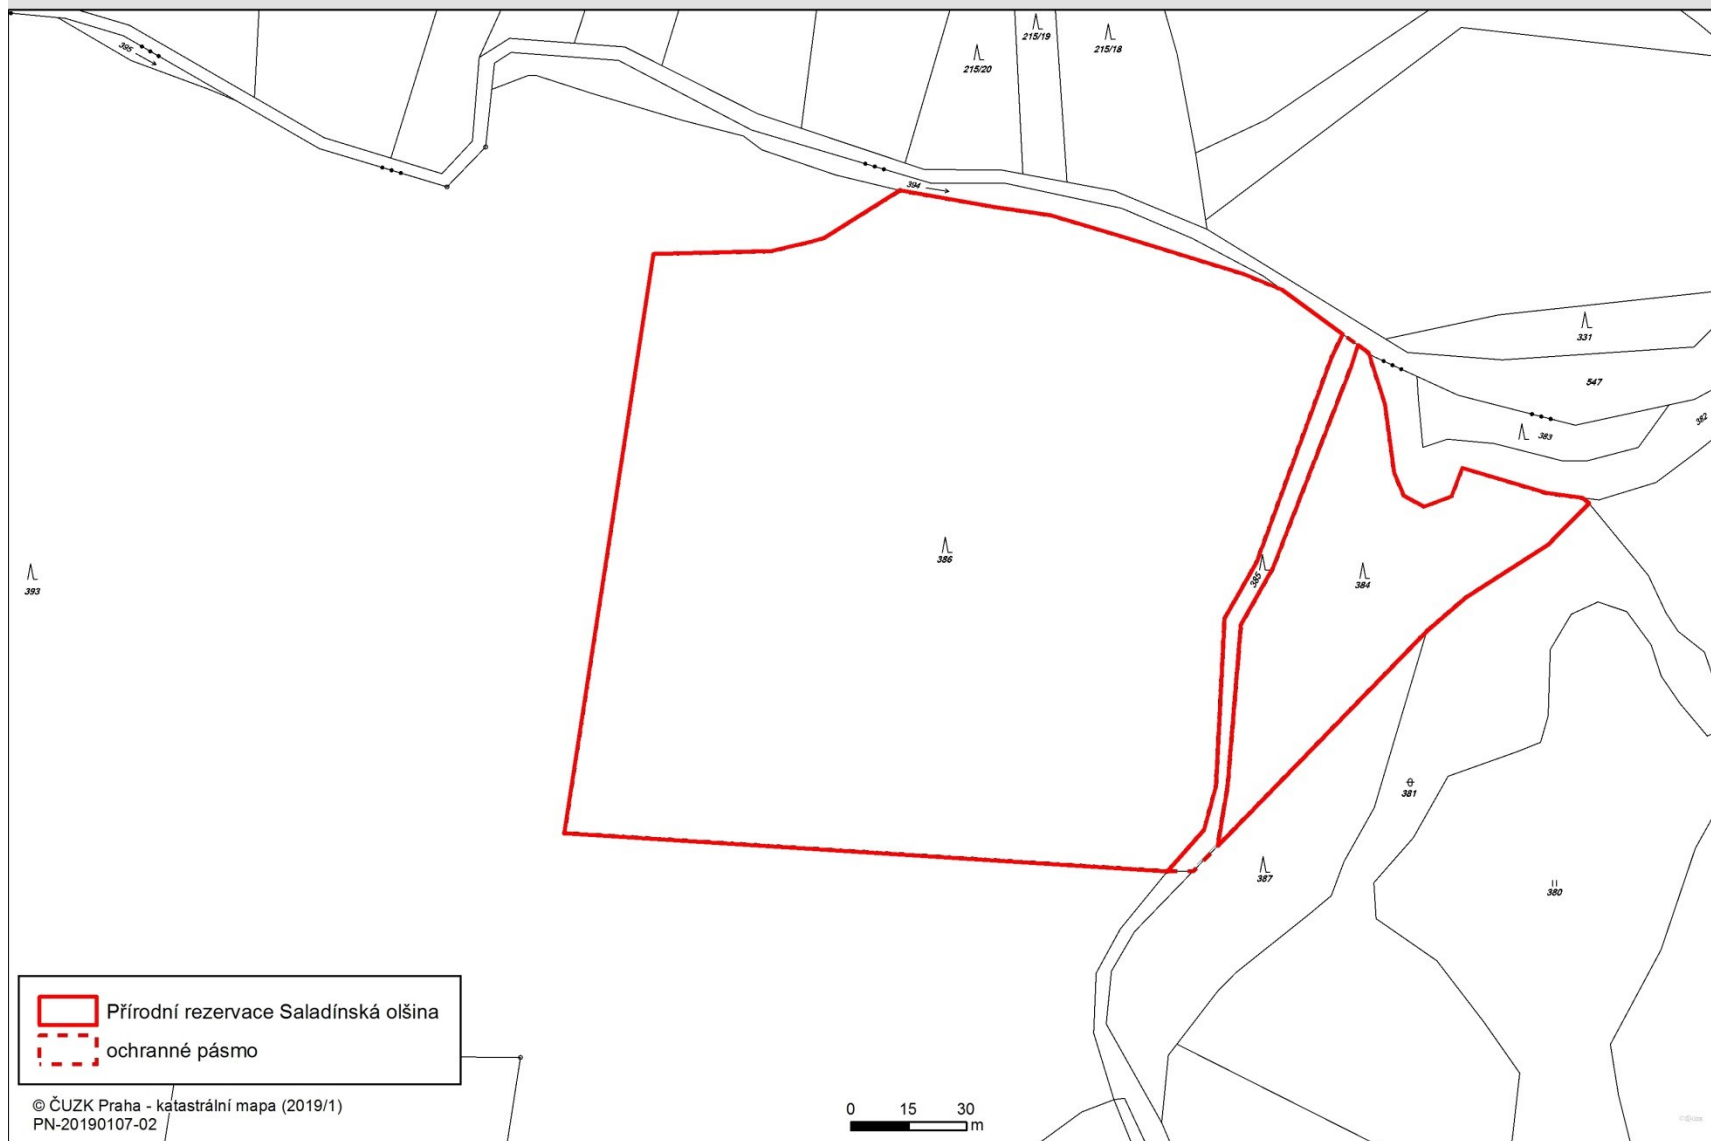 215/19
215/18
215/20
395
394
331
547
382
383
386
385
384
393
381
387
380
Přírodní rezervace Saladínská olšina
ochranné pásmo
© ČUZK Praha - katastrální mapa (2019/1)
PN-20190107-02
0 15 30
m